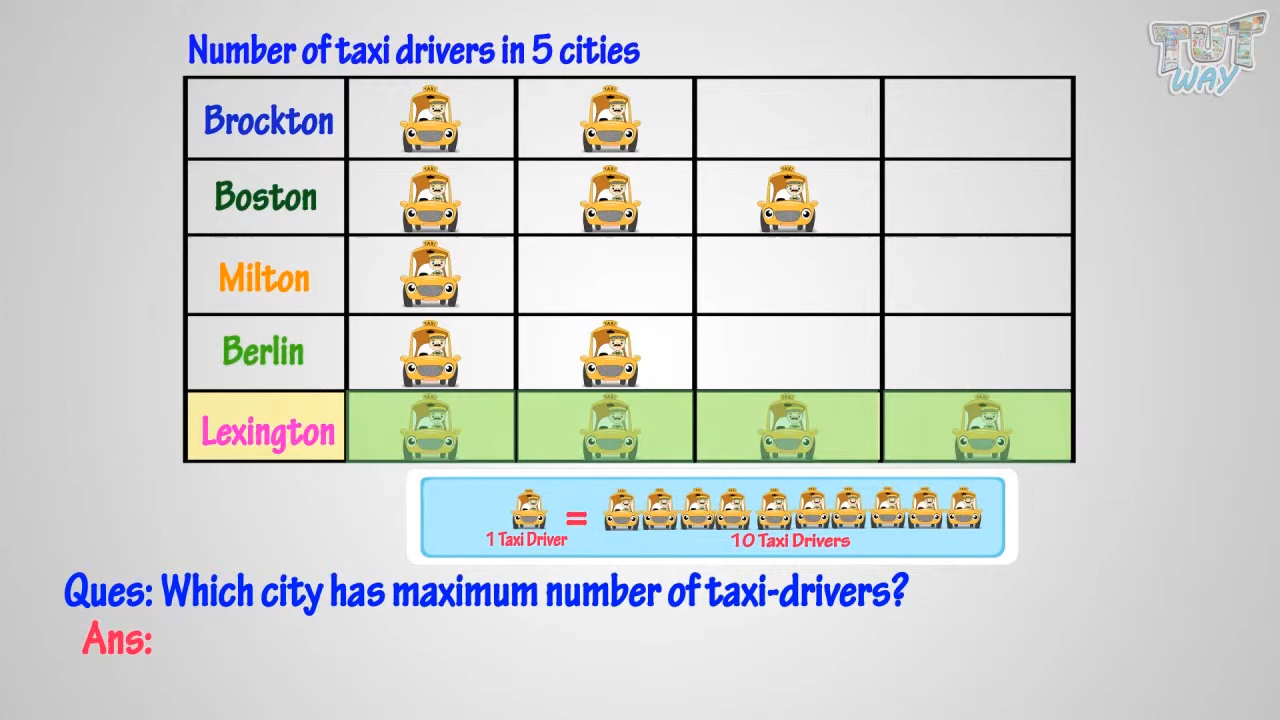 TUT
WAY
Number of taxi drivers in 5 cities
Brockton
Boston
Milton
Berlin
Lexington
=
1 Taxi Driver
10 Taxi Drivers
Ques: Which city has maximum number of taxi-drivers?
Ans: